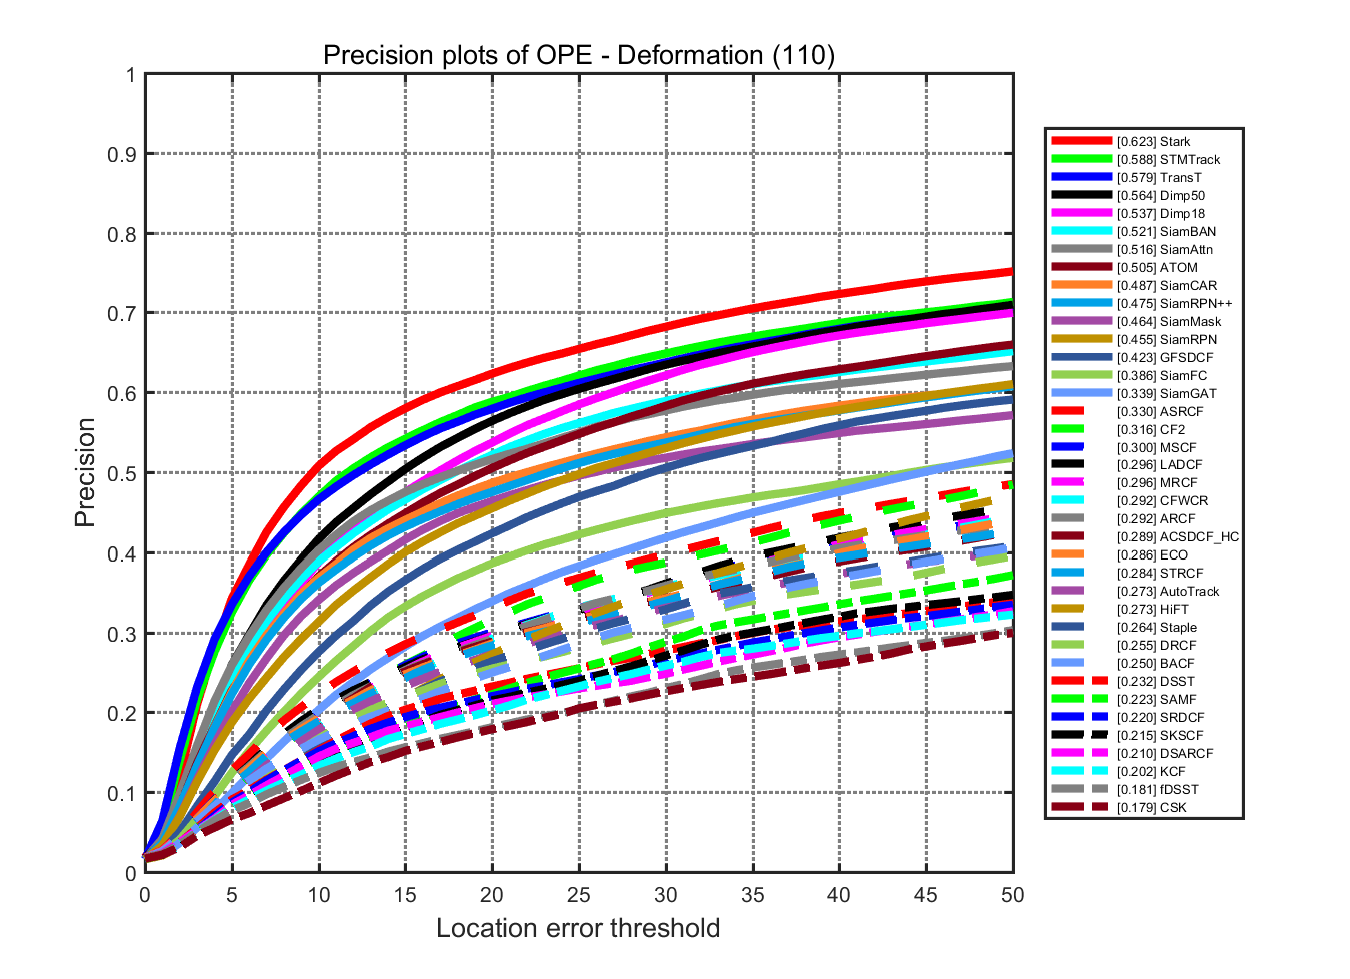 Precision plots of OPE - Deformation (110)
1
0.9
0.8
0.7
0.6
0.5
0.4
0.3
0.2
0.1
0
Precision
0 5 10 15 20 25 30 35 40 45 50
Location error threshold
[0.623] Stark
[0.588] STMTrack
[0.579] TransT
[0.564] Dimp50
[0.537] Dimp18
[0.521] SiamBAN
[0.516] SiamAttn
[0.505] ATOM
[0.487] SiamCAR
[0.475] SiamRPN++
[0.464] SiamMask
[0.455] SiamRPN
[0.423] GFSDCF
[0.386] SiamFC
[0.339] SiamGAT
[0.330] ASRCF
[0.316] CF2
[0.300] MSCF
[0.296] LADCF
[0.296] MRCF
[0.292] CFWCR
[0.292] ARCF
[0.289] ACSDCF_HC
[0.286] ECO
[0.284] STRCF
[0.273] AutoTrack
[0.273] HiFT
[0.264] Staple
[0.255] DRCF
[0.250] BACF
[0.232] DSST
[0.223] SAMF
[0.220] SRDCF
[0.215] SKSCF
[0.210] DSARCF
[0.202] KCF
[0.181] fDSST
[0.179] CSK